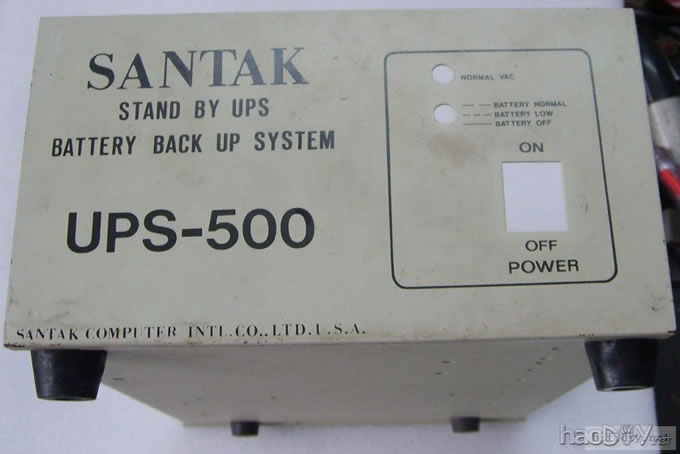 SANTAK
STAND BY UPS
BATTERY BACK UP SYSTEM
UPS-500
SANTAK COMPUTER INTL.CO.,LTD.U.S.A.
NORMAL VAC
BATTERY NORMAL
BATTERY LOW
BATTERY OFF
ON
OFF
POWER